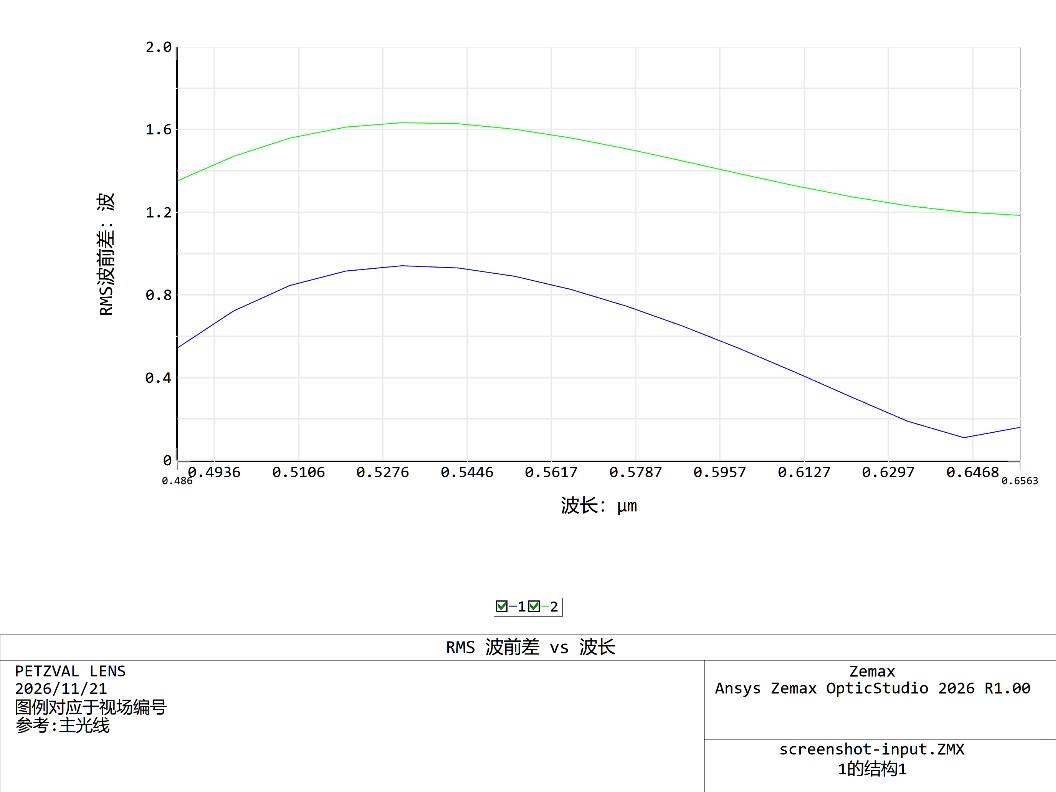 2.0
1.6
1.2
0.8
0.4
0
RMS波前差: 波
0.486
0.4936
0.5106
0.5276
0.5446
0.5617
0.5787
0.5957
0.6127
0.6297
0.6468
0.6563
波长: μm
1 2
RMS 波前差 vs 波长
PETZVAL LENS
2026/11/21
图例对应于视场编号
参考:主光线
Zemax
Ansys Zemax OpticStudio 2026 R1.00
screenshot-input.ZMX
1的结构1